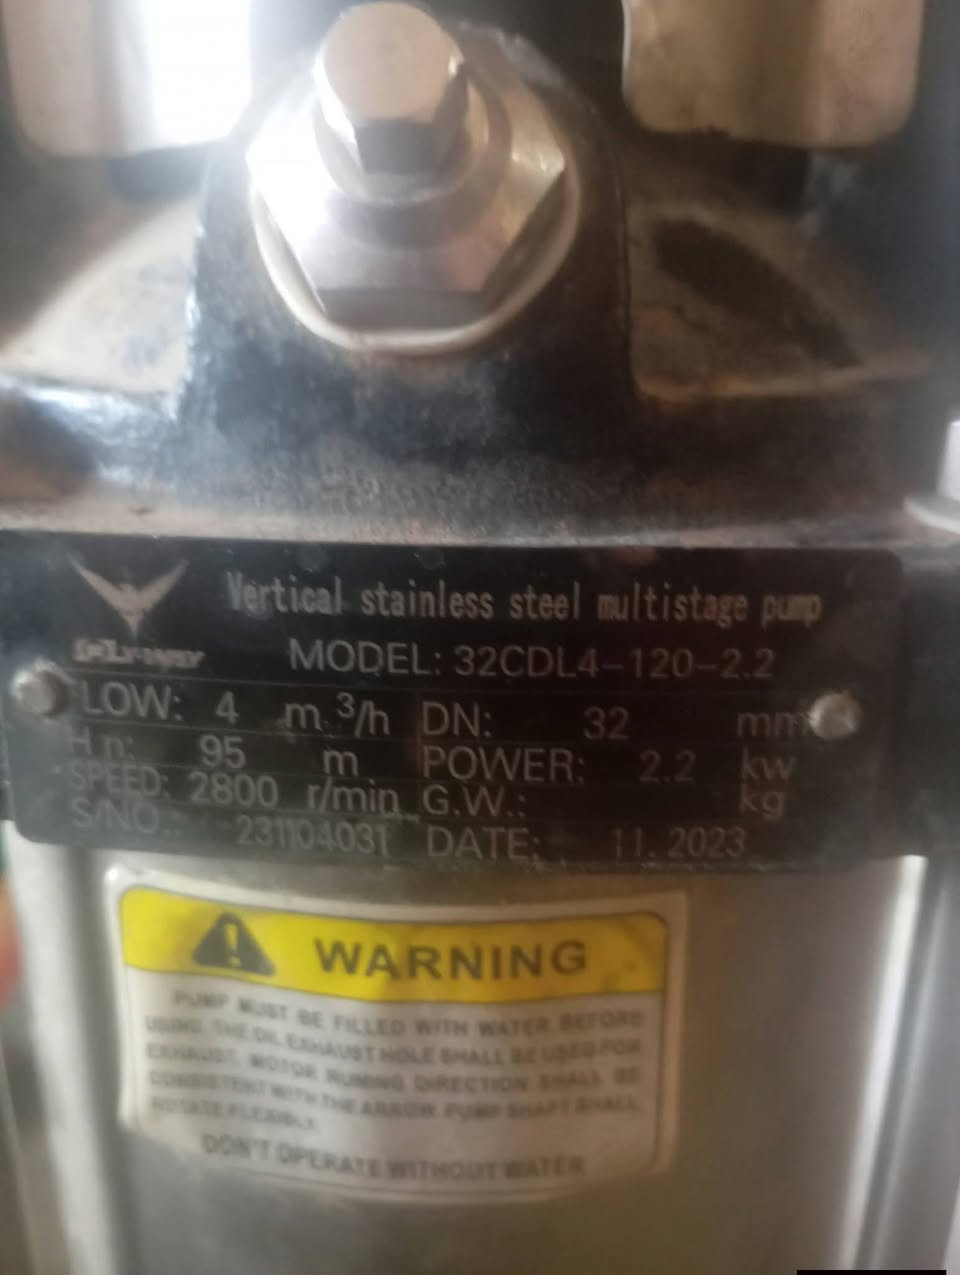 Vertical stainless steel multistage pump
MODEL: 32CDL4-120-2.2
LOW: 4 m³/h DN: 32 mm
H n: 95 m POWER: 2.2 kw
SPEED: 2800 r/min G.W.: kg
S/NO.: 231104031 DATE: 11. 2023
WARNING
PUMP MUST BE FILLED WITH WATER BEFORE
USING. THE OIL EXHAUST HOLE SHALL BE USED FOR
EXHAUST. MOTOR RUNING DIRECTION SHALL BE
CONSISTENT WITH THE ARROW. PUMP SHAFT SHALL
ROTATE FLEXIBLY.
DON'T OPERATE WITHOUT WATER